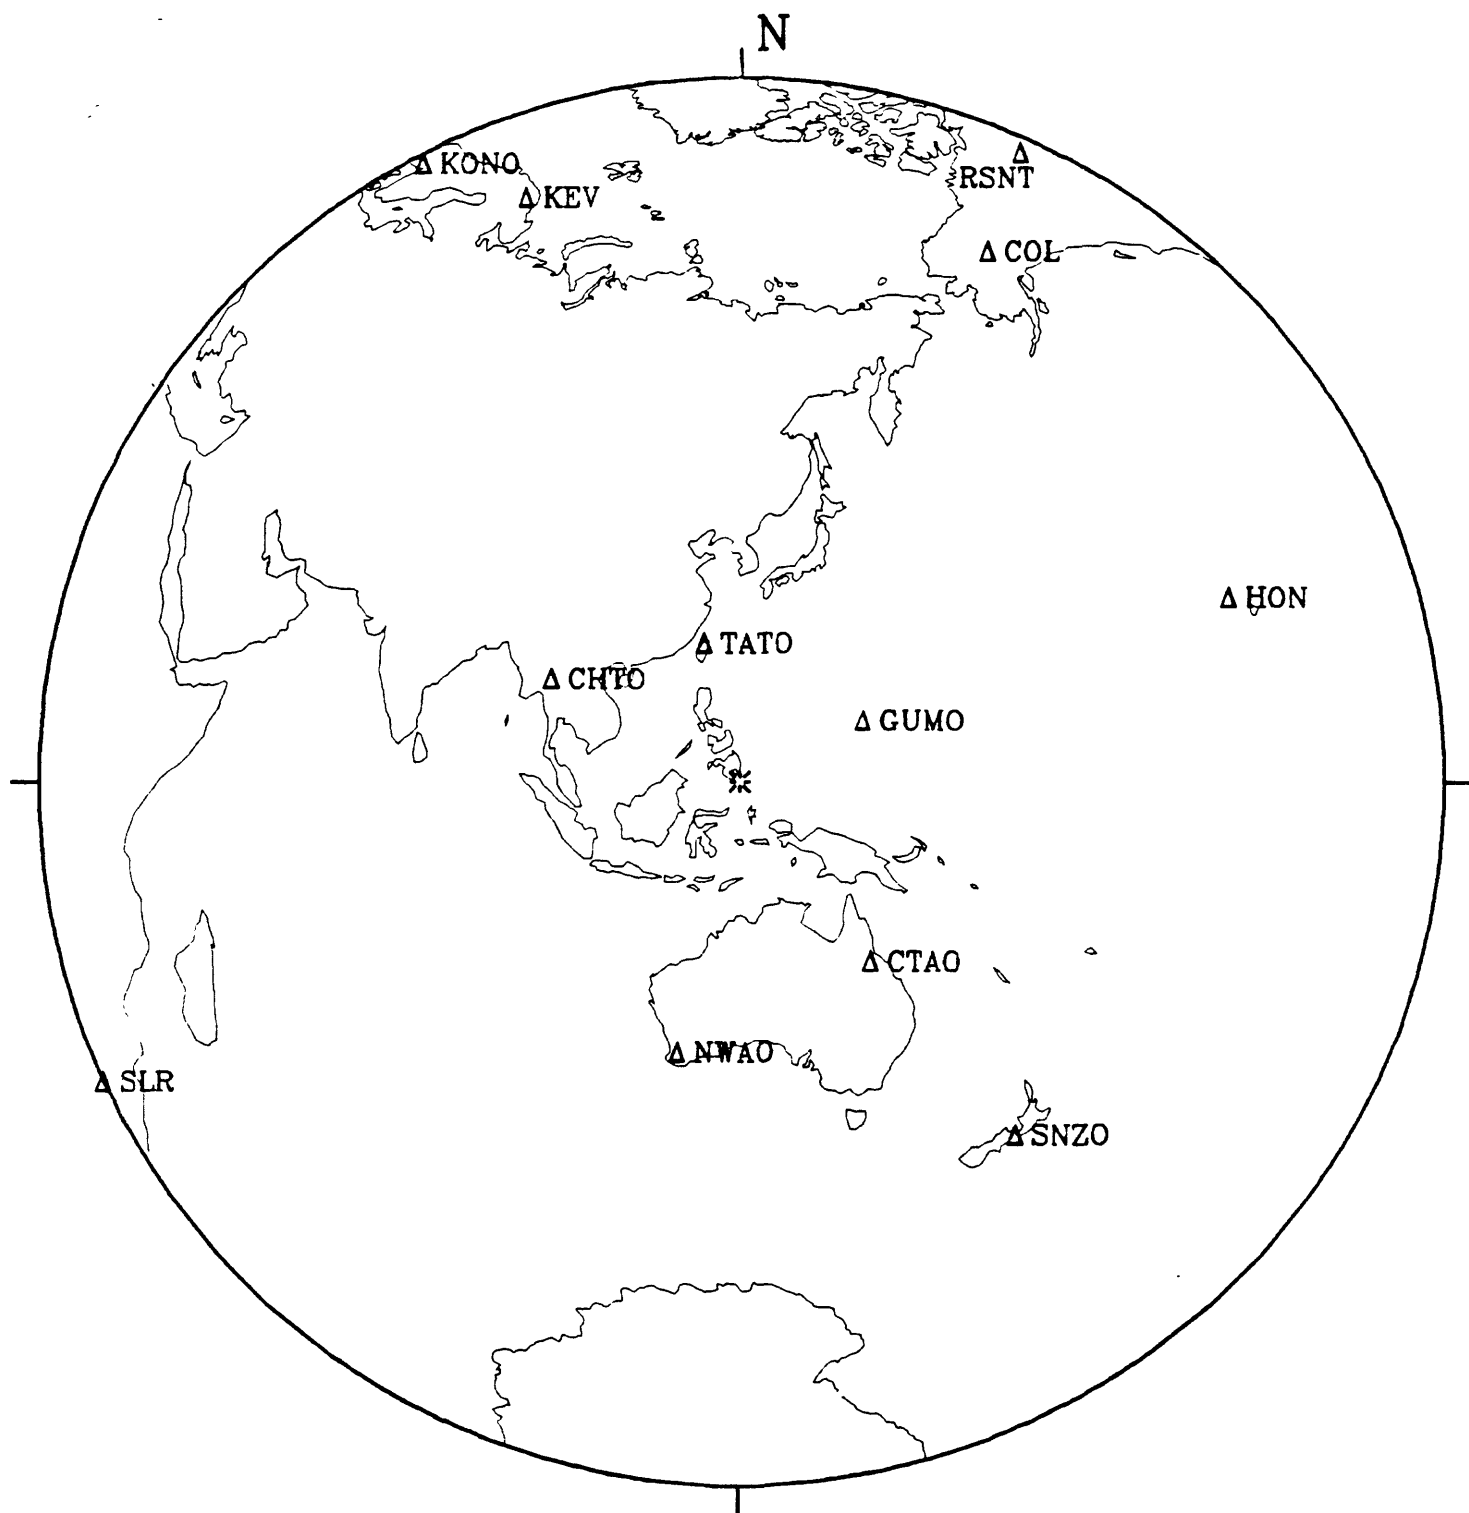 N
KONO
KEV
RSNT
COL
HON
TATO
CHTO
GUMO
CTAO
NWAO
SLR
SNZO